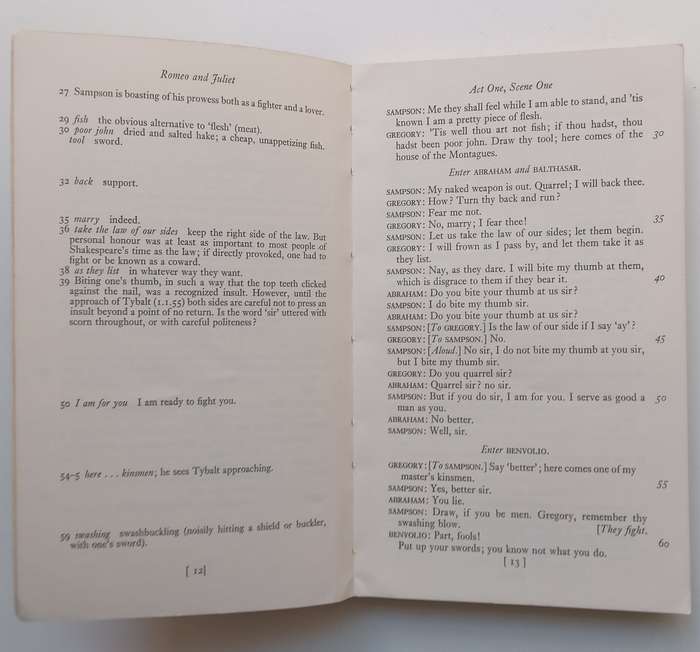 Romeo and Juliet
27 Sampson is boasting of his prowess both as a fighter and a lover.
29 fish the obvious alternative to 'flesh' (meat).
30 poor john dried and salted hake; a cheap, unappetizing fish.
tool sword.
32 back support.
35 marry indeed.
36 take the law of our sides keep the right side of the law. But
personal honour was at least as important to most people of
Shakespeare's time as the law; if directly provoked, one had to
fight or be known as a coward.
38 as they list in whatever way they want.
39 Biting one's thumb, in such a way that the top teeth clicked
against the nail, was a recognized insult. However, until the
approach of Tybalt (1.1.55) both sides are careful not to press an
insult beyond a point of no return. Is the word 'sir' uttered with
scorn throughout, or with careful politeness?
50 I am for you I am ready to fight you.
54-5 here . . . kinsmen; he sees Tybalt approaching.
59 swashing swashbuckling (noisily hitting a shield or buckler,
with one's sword).
[ 12]
Act One, Scene One
SAMPSON: Me they shall feel while I am able to stand, and 'tis
known I am a pretty piece of flesh.
GREGORY: 'Tis well thou art not fish; if thou hadst, thou
hadst been poor john. Draw thy tool; here comes of the 30
house of the Montagues.
Enter ABRAHAM and BALTHASAR.
SAMPSON: My naked weapon is out. Quarrel; I will back thee.
GREGORY: How? Turn thy back and run?
SAMPSON: Fear me not.
GREGORY: No, marry; I fear thee! 35
SAMPSON: Let us take the law of our sides; let them begin.
GREGORY: I will frown as I pass by, and let them take it as
they list.
SAMPSON: Nay, as they dare. I will bite my thumb at them,
which is disgrace to them if they bear it. 40
ABRAHAM: Do you bite your thumb at us sir?
SAMPSON: I do bite my thumb sir.
ABRAHAM: Do you bite your thumb at us sir?
SAMPSON: [To GREGORY.] Is the law of our side if I say 'ay'?
GREGORY: [To SAMPSON.] No. 45
SAMPSON: [Aloud.] No sir, I do not bite my thumb at you sir,
but I bite my thumb sir.
GREGORY: Do you quarrel sir?
ABRAHAM: Quarrel sir? no sir.
SAMPSON: But if you do sir, I am for you. I serve as good a 50
man as you.
ABRAHAM: No better.
SAMPSON: Well, sir.
Enter BENVOLIO.
GREGORY: [To SAMPSON.] Say 'better'; here comes one of my
master's kinsmen. 55
SAMPSON: Yes, better sir.
ABRAHAM: You lie.
SAMPSON: Draw, if you be men. Gregory, remember thy
swashing blow. [They fight.
BENVOLIO: Part, fools! 60
Put up your swords; you know not what you do.
[ 13 ]